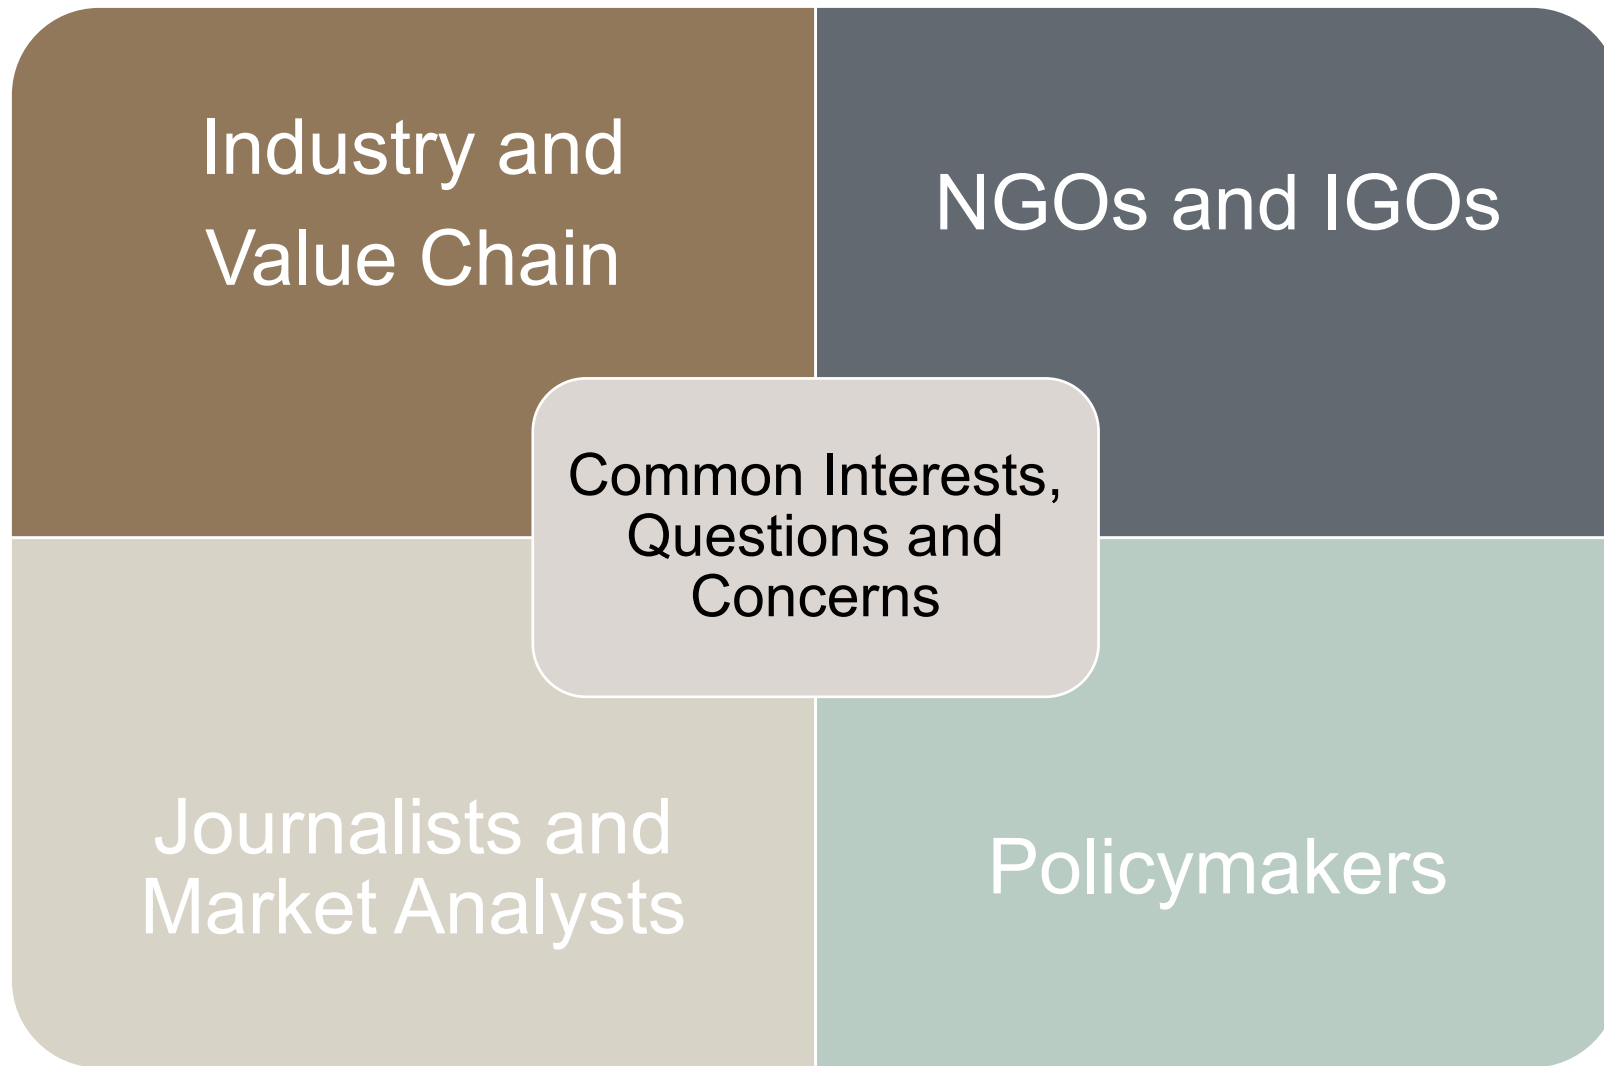 Industry and
Value Chain
NGOs and IGOs
Common Interests,
Questions and
Concerns
Journalists and
Market Analysts
Policymakers